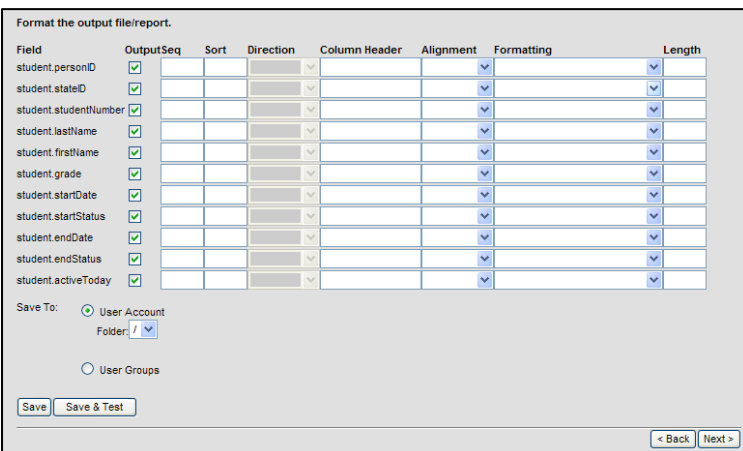 Format the output file/report.
Field Output Seq Sort Direction Column Header Alignment Formatting Length
student.personID
student.stateID
student.studentNumber
student.lastName
student.firstName
student.grade
student.startDate
student.startStatus
student.endDate
student.endStatus
student.activeToday
Save To: User Account
Folder: /
User Groups
Save Save & Test
< Back Next >